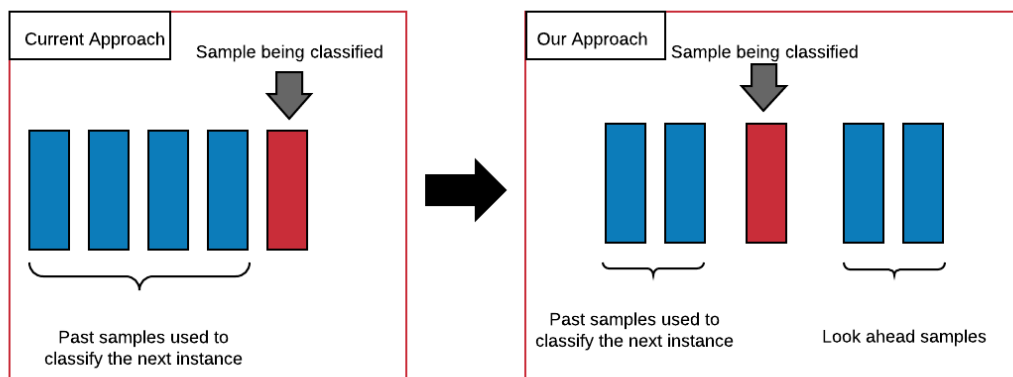 Current Approach
Sample being classified
Past samples used to
classify the next instance
Our Approach
Sample being classified
Past samples used to
classify the next instance
Look ahead samples